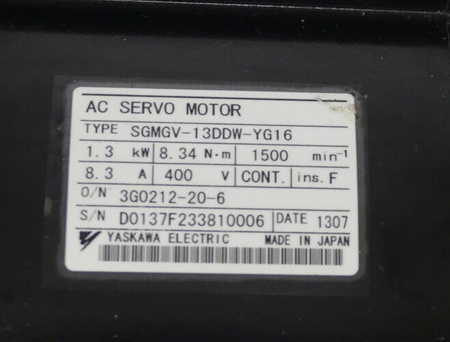 AC SERVO MOTOR
TYPE SGMGV-13DDW-YG16
1.3 kW 8.34 N·m 1500 min-1
8.3 A 400 V CONT. ins.F
O/N 3G0212-20-6
S/N D0137F233810006 DATE 1307
YASKAWA ELECTRIC MADE IN JAPAN